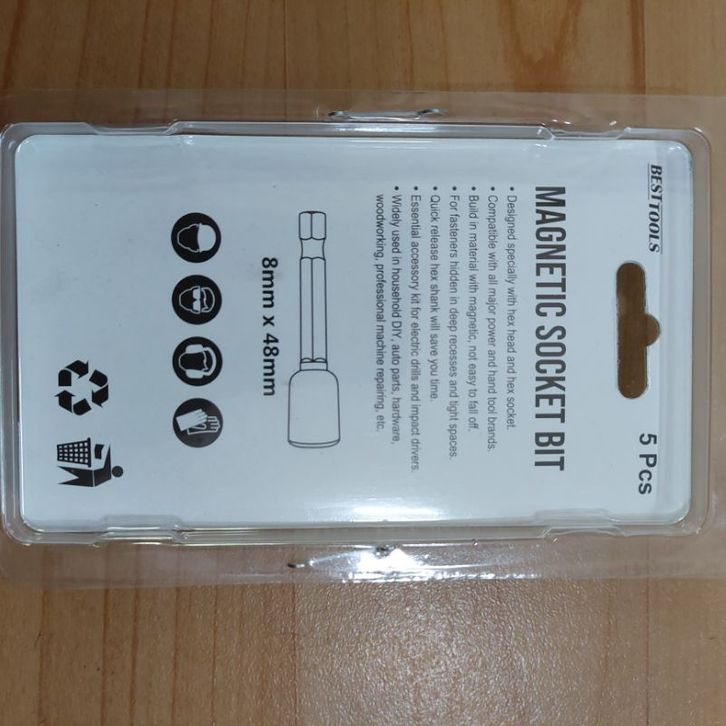 BESTTOOLS
5 Pcs
MAGNETIC SOCKET BIT
• Designed specially with hex head and hex socket.
• Compatible with all major power and hand tool brands.
• Build in material with magnetic, not easy to fall off.
• For fasteners hidden in deep recesses and tight spaces.
• Quick release hex shank will save you time.
• Essential accessory kit for electric drills and impact drivers.
• Widely used in household DIY, auto parts, hardware,
woodworking, professional machine repairing, etc.
8mm x 48mm